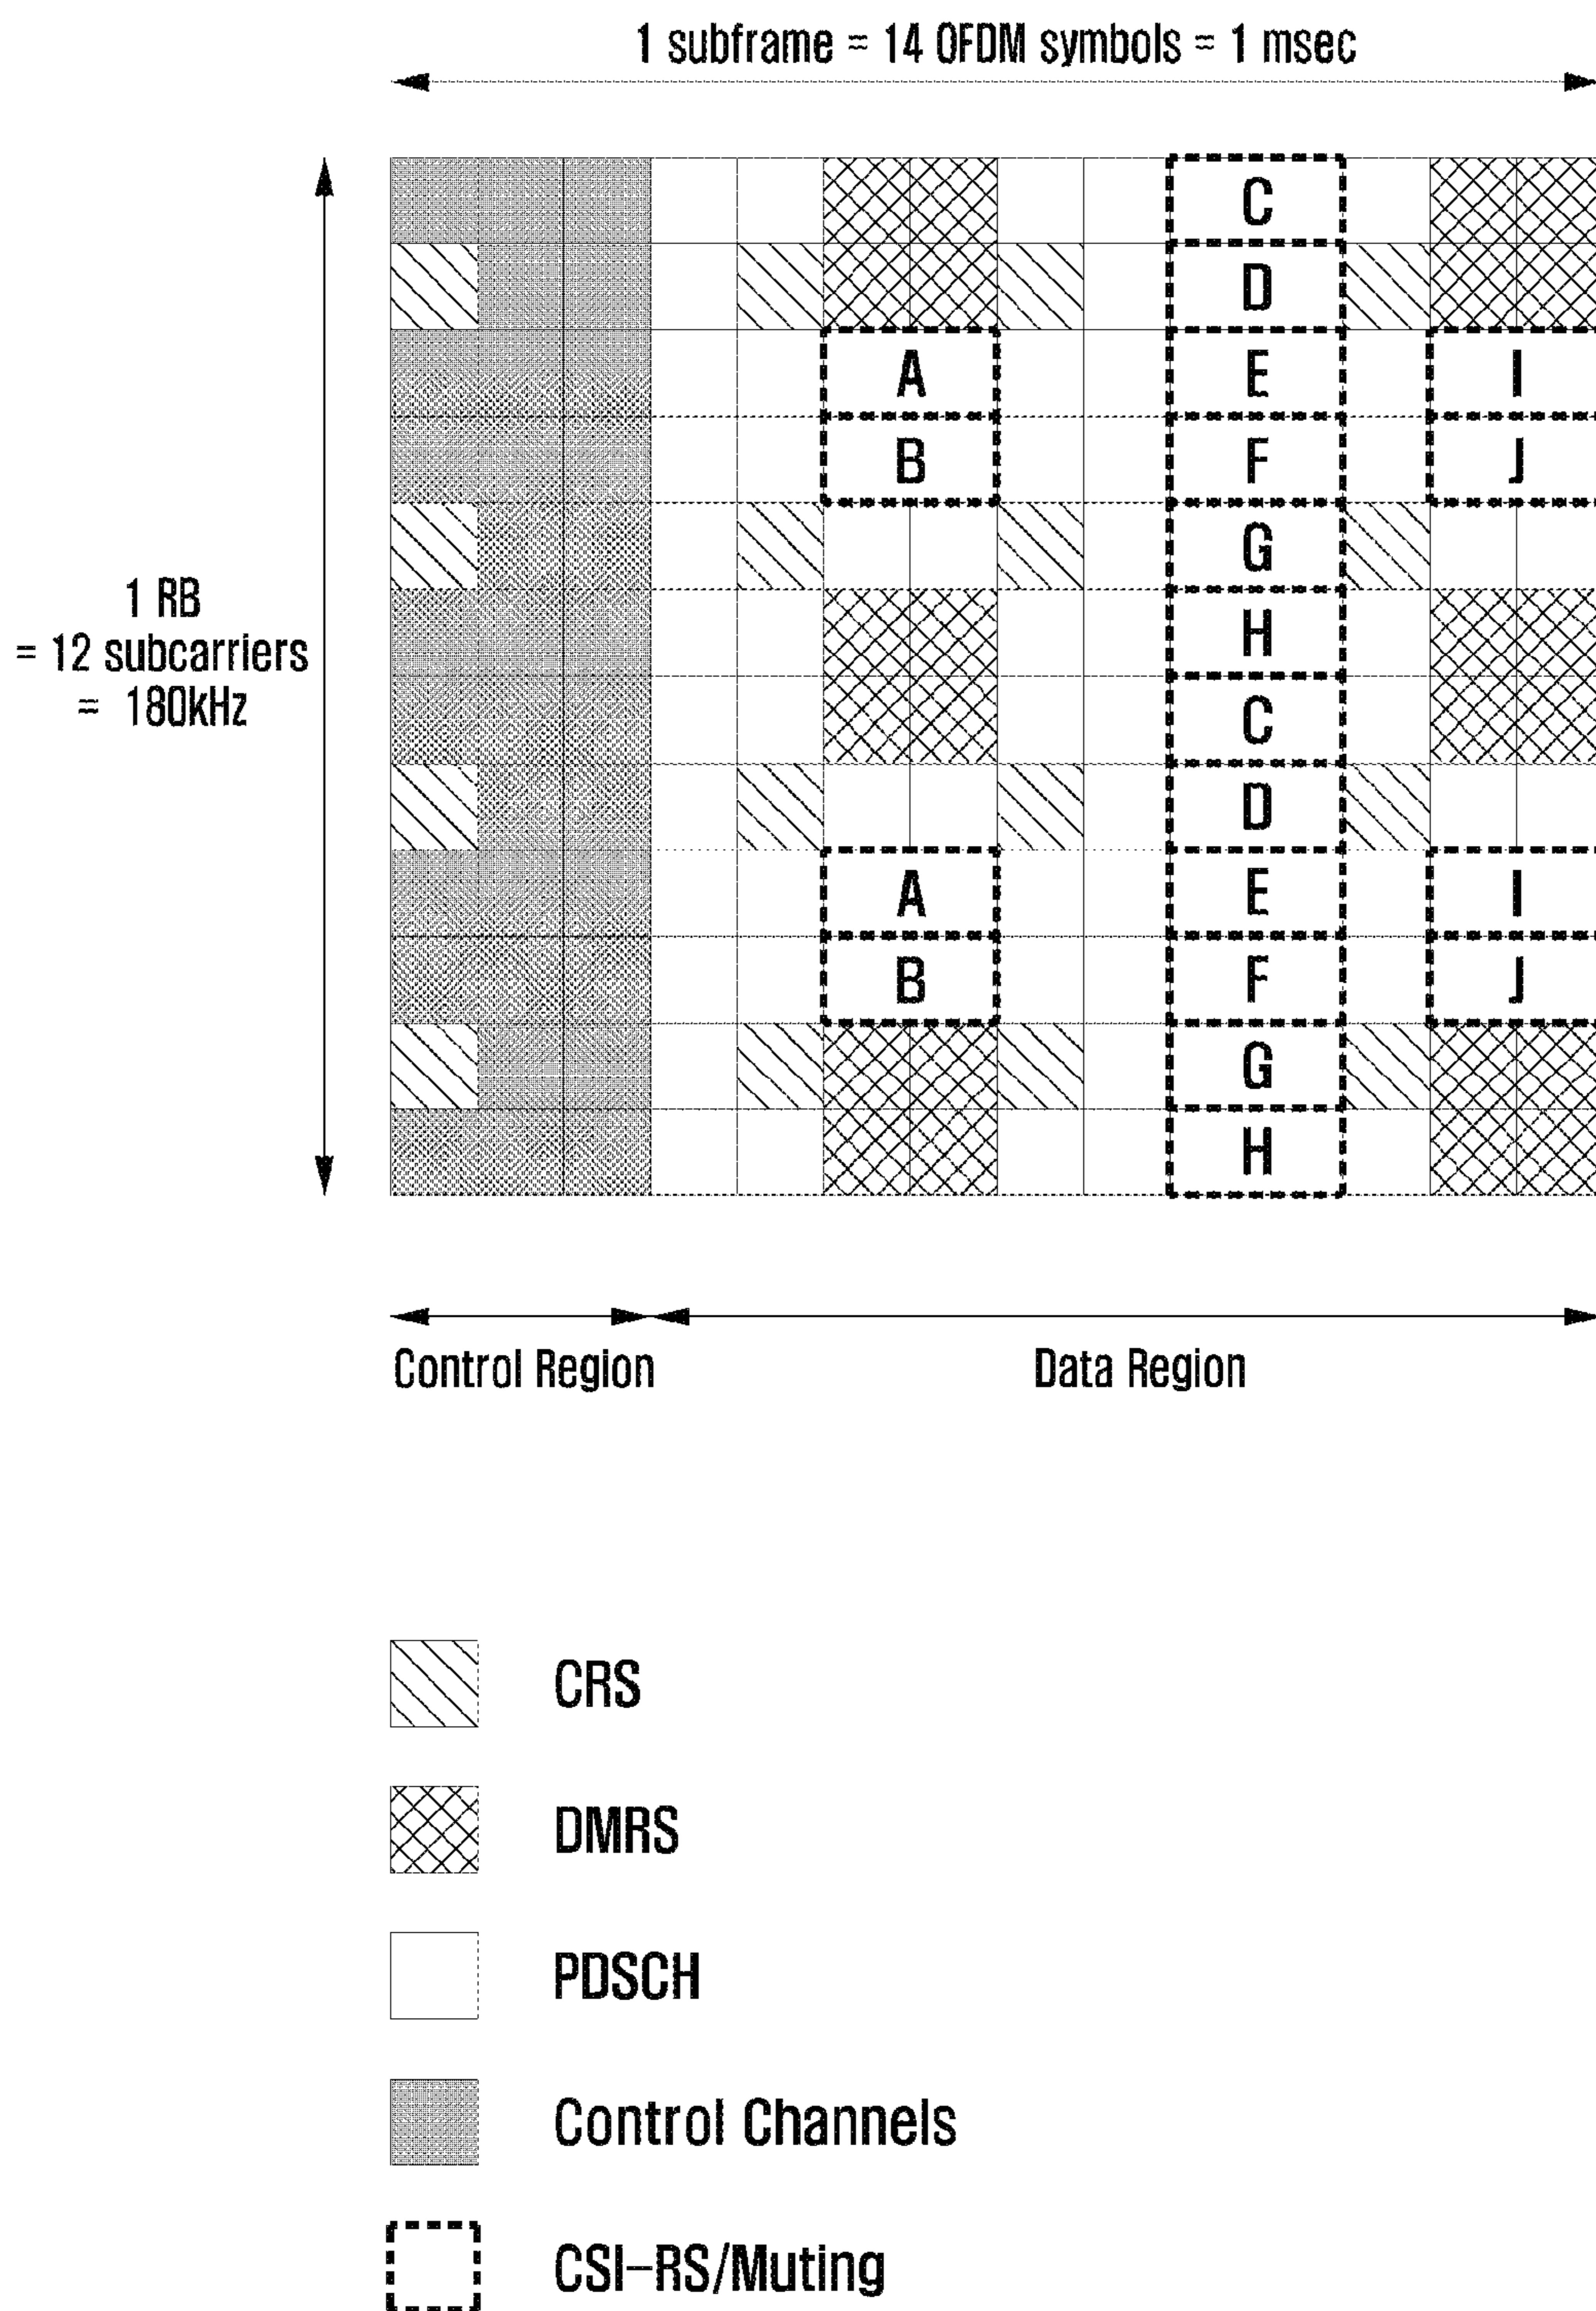 1 subframe = 14 OFDM symbols = 1 msec
C
D
A E I
B F J
G
1 RB
= 12 subcarriers
= 180kHz
H
C
D
A E I
B F J
G
H
Control Region Data Region
CRS
DMRS
PDSCH
Control Channels
CSI-RS/Muting